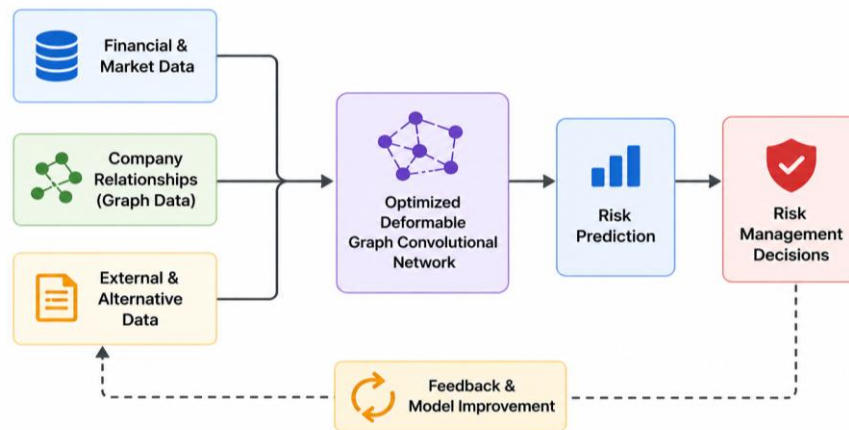 Financial &
Market Data
Company
Relationships
(Graph Data)
External &
Alternative
Data
Optimized
Deformable
Graph Convolutional
Network
Risk
Prediction
Risk
Management
Decisions
Feedback &
Model Improvement